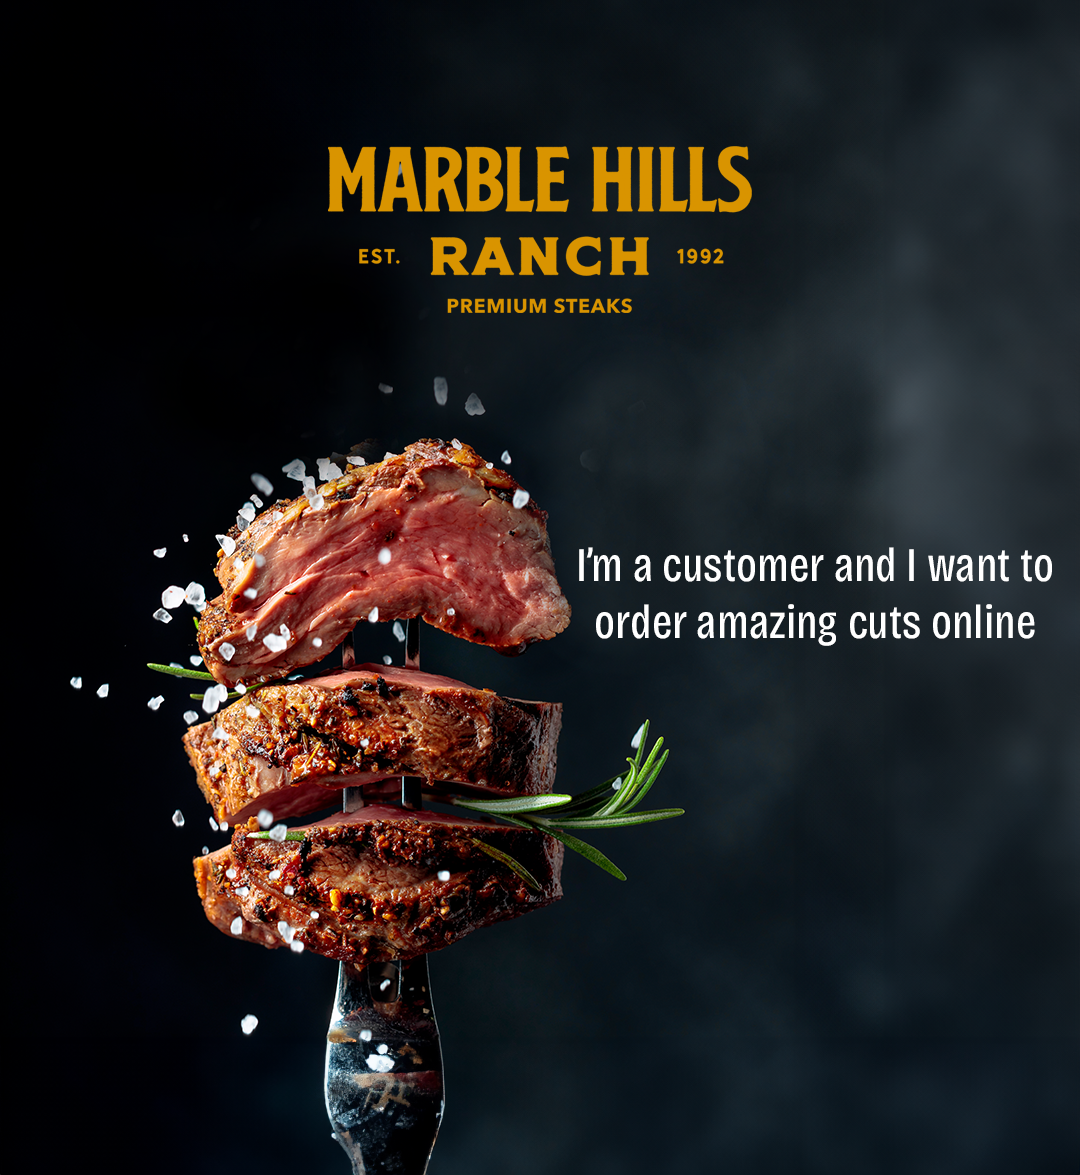 MARBLE HILLS
EST. RANCH 1992
PREMIUM STEAKS
I'm a customer and I want to
order amazing cuts online